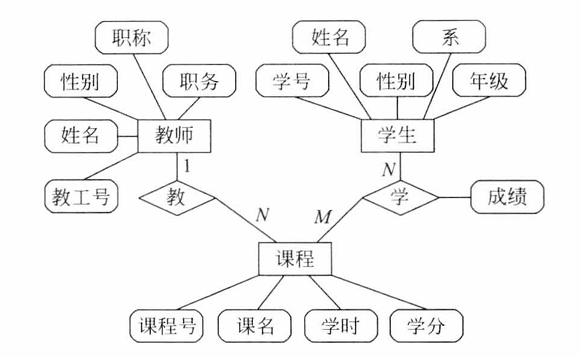 职称
姓名
系
性别
职务
学号
性别
年级
姓名
教师
学生
教工号
1
N
教
学
成绩
N
M
课程
课程号
课名
学时
学分